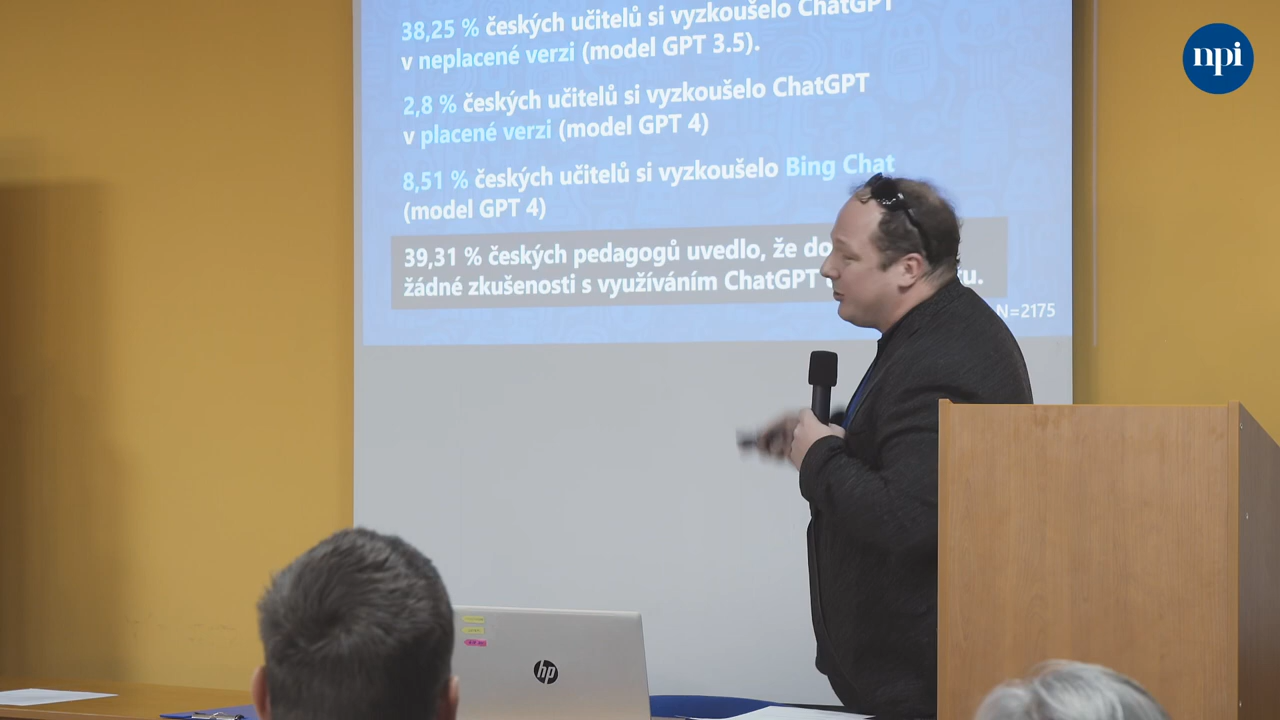 npi
38,25 % českých učitelů si vyzkoušelo ChatGPT
v neplacené verzi (model GPT 3.5).
2,8 % českých učitelů si vyzkoušelo ChatGPT
v placené verzi (model GPT 4)
8,51 % českých učitelů si vyzkoušelo Bing Chat
(model GPT 4)
39,31 % českých pedagogů uvedlo, že
žádné zkušenosti s využíváním ChatGPT
N=2175
hp